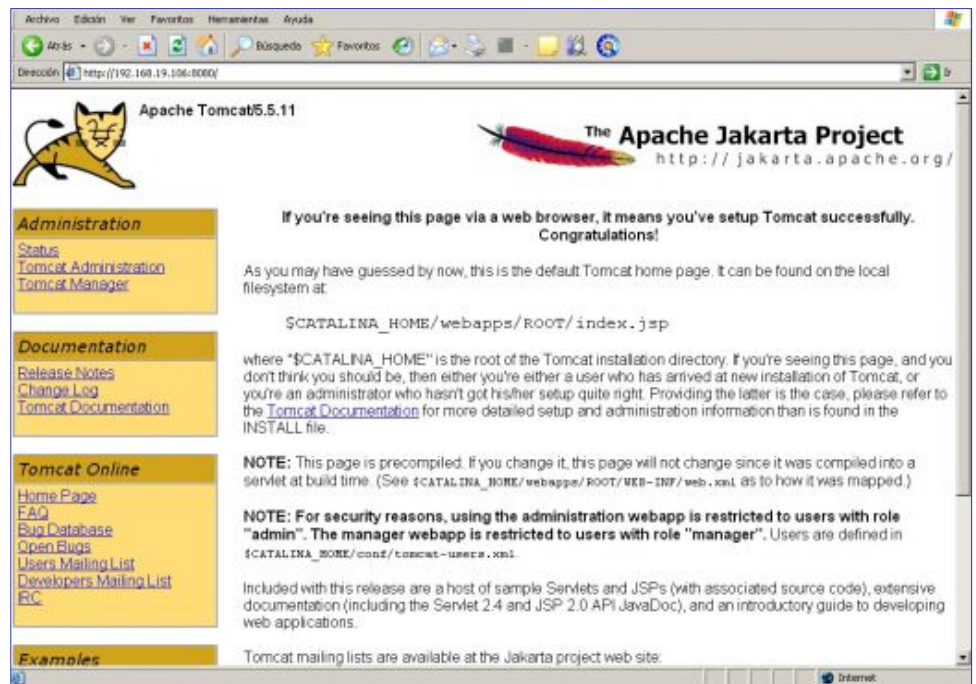 Archivo Edición Ver Favoritos Herramientas Ayuda
Atrás Búsqueda Favoritos
Dirección http://192.168.19.106:8080/ Ir
Apache Tomcat/5.5.11
The Apache Jakarta Project
http://jakarta.apache.org/
Administration
Status
Tomcat Administration
Tomcat Manager
Documentation
Release Notes
Change Log
Tomcat Documentation
Tomcat Online
Home Page
FAQ
Bug Database
Open Bugs
Users Mailing List
Developers Mailing List
IRC
Examples
If you're seeing this page via a web browser, it means you've setup Tomcat successfully.
Congratulations!
As you may have guessed by now, this is the default Tomcat home page. It can be found on the local
filesystem at:
$CATALINA_HOME/webapps/ROOT/index.jsp
where "$CATALINA_HOME" is the root of the Tomcat installation directory. If you're seeing this page, and you
don't think you should be, then either you're either a user who has arrived at new installation of Tomcat, or
you're an administrator who hasn't got his/her setup quite right. Providing the latter is the case, please refer to
the Tomcat Documentation for more detailed setup and administration information than is found in the
INSTALL file.
NOTE: This page is precompiled. If you change it, this page will not change since it was compiled into a
servlet at build time. (See $CATALINA_HOME/webapps/ROOT/WEB-INF/web.xml as to how it was mapped.)
NOTE: For security reasons, using the administration webapp is restricted to users with role
"admin". The manager webapp is restricted to users with role "manager". Users are defined in
$CATALINA_HOME/conf/tomcat-users.xml.
Included with this release are a host of sample Servlets and JSPs (with associated source code), extensive
documentation (including the Servlet 2.4 and JSP 2.0 API JavaDoc), and an introductory guide to developing
web applications.
Tomcat mailing lists are available at the Jakarta project web site:
Internet